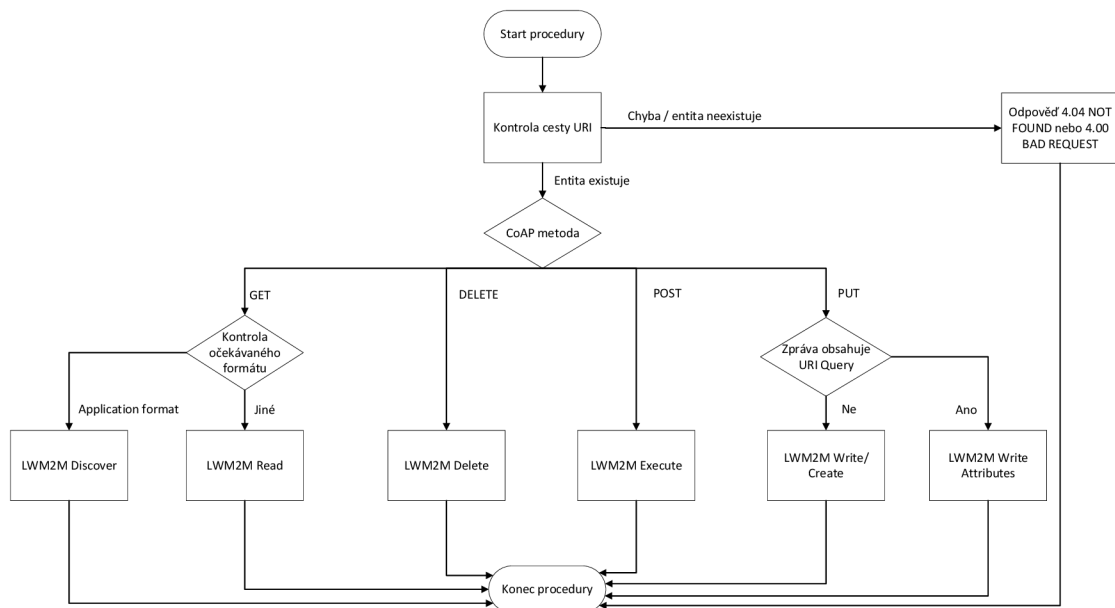 Start procedury
Kontrola cesty URI
Chyba / entita neexistuje
Odpověď 4.04 NOT
FOUND nebo 4.00
BAD REQUEST
Entita existuje
CoAP metoda
GET
DELETE
POST
PUT
Kontrola
očekávaného
formátu
Zpráva obsahuje
URI Query
Application format
Jiné
Ne
Ano
LWM2M Discover
LWM2M Read
LWM2M Delete
LWM2M Execute
LWM2M Write/
Create
LWM2M Write
Attributes
Konec procedury